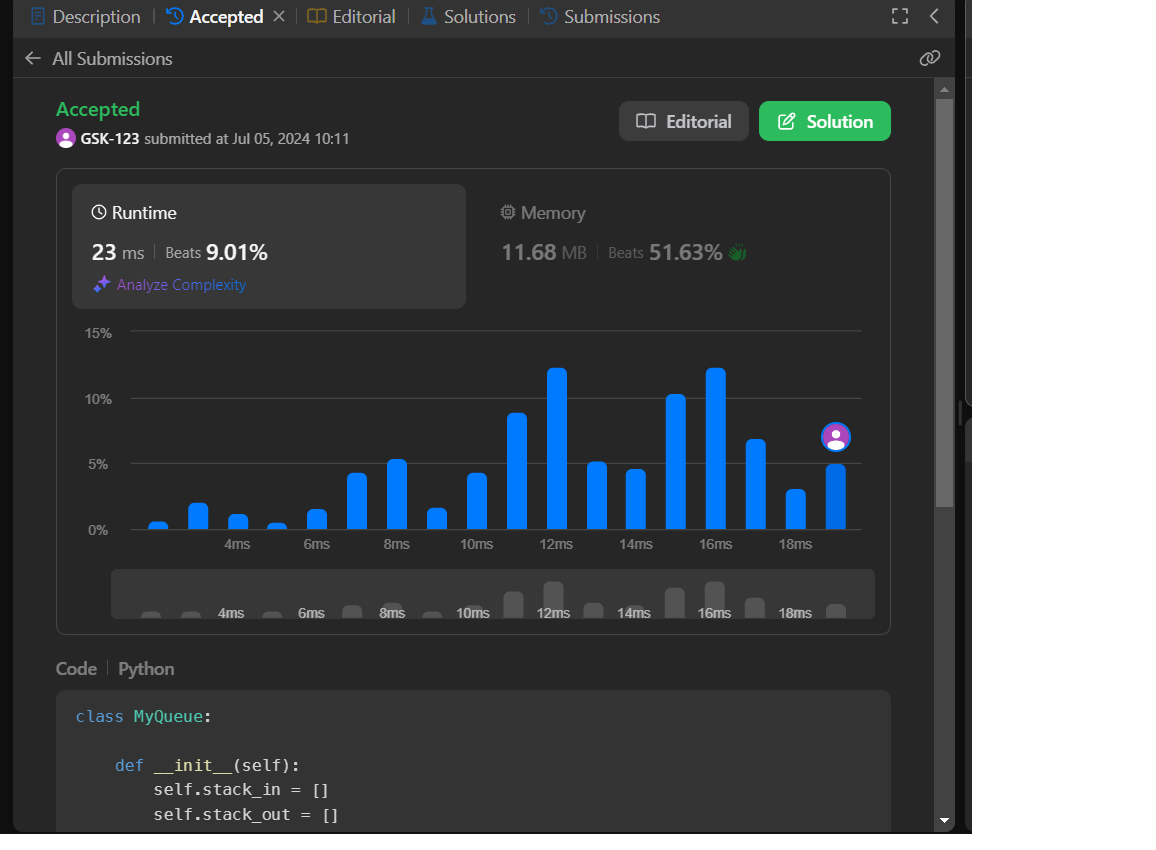 Description | Accepted × Editorial | Solutions | Submissions
All Submissions
Accepted
GSK-123 submitted at Jul 05, 2024 10:11
Editorial
Solution
Runtime
23 ms | Beats 9.01%
Analyze Complexity
Memory
11.68 MB | Beats 51.63%
15%
10%
5%
0%
4ms 6ms 8ms 10ms 12ms 14ms 16ms 18ms
4ms 6ms 8ms 10ms 12ms 14ms 16ms 18ms
Code | Python
class MyQueue:
def __init__(self):
self.stack_in = []
self.stack_out = []